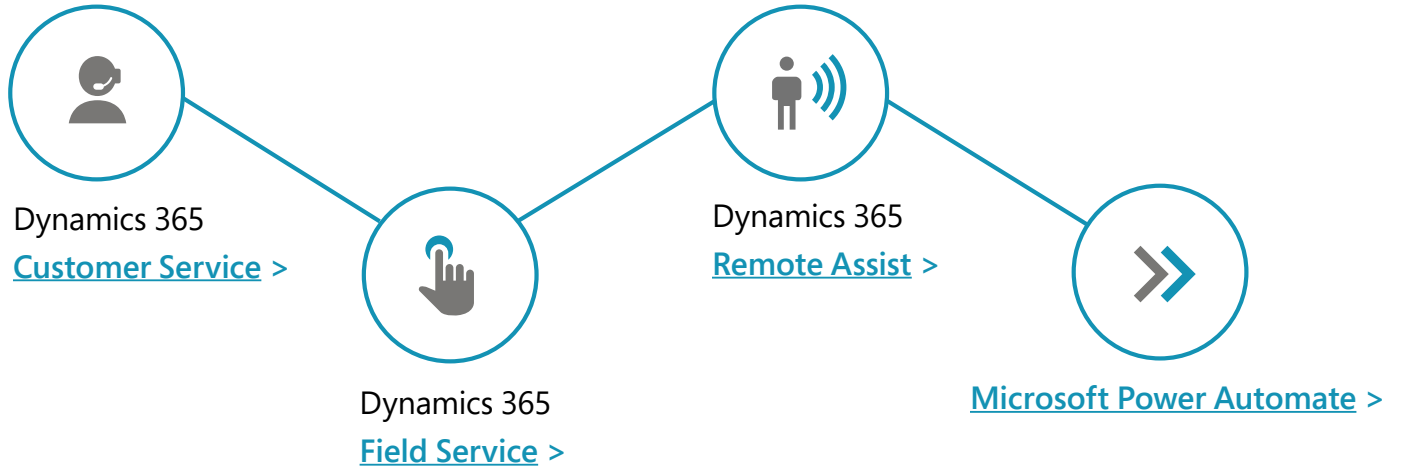 Dynamics 365
Customer Service >
Dynamics 365
Field Service >
Dynamics 365
Remote Assist >
Microsoft Power Automate >